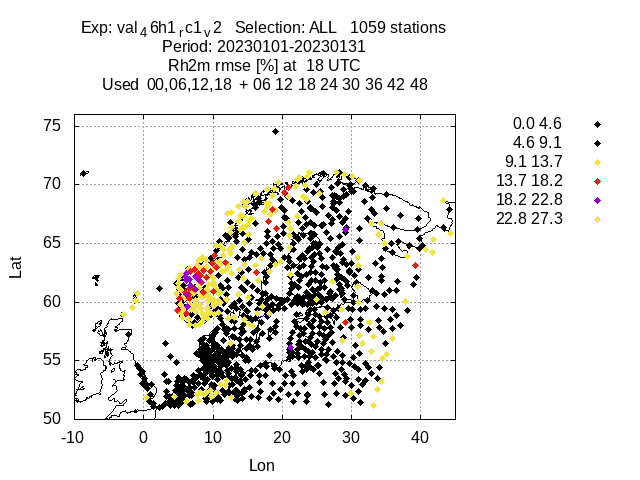 Exp: val₄6h1ᵣc1ᵥ2 Selection: ALL 1059 stations
Period: 20230101-20230131
Rh2m rmse [%] at 18 UTC
Used 00,06,12,18 + 06 12 18 24 30 36 42 48
0.0 4.6
4.6 9.1
9.1 13.7
13.7 18.2
18.2 22.8
22.8 27.3
75
70
65
60
55
50
Lat
-10 0 10 20 30 40
Lon